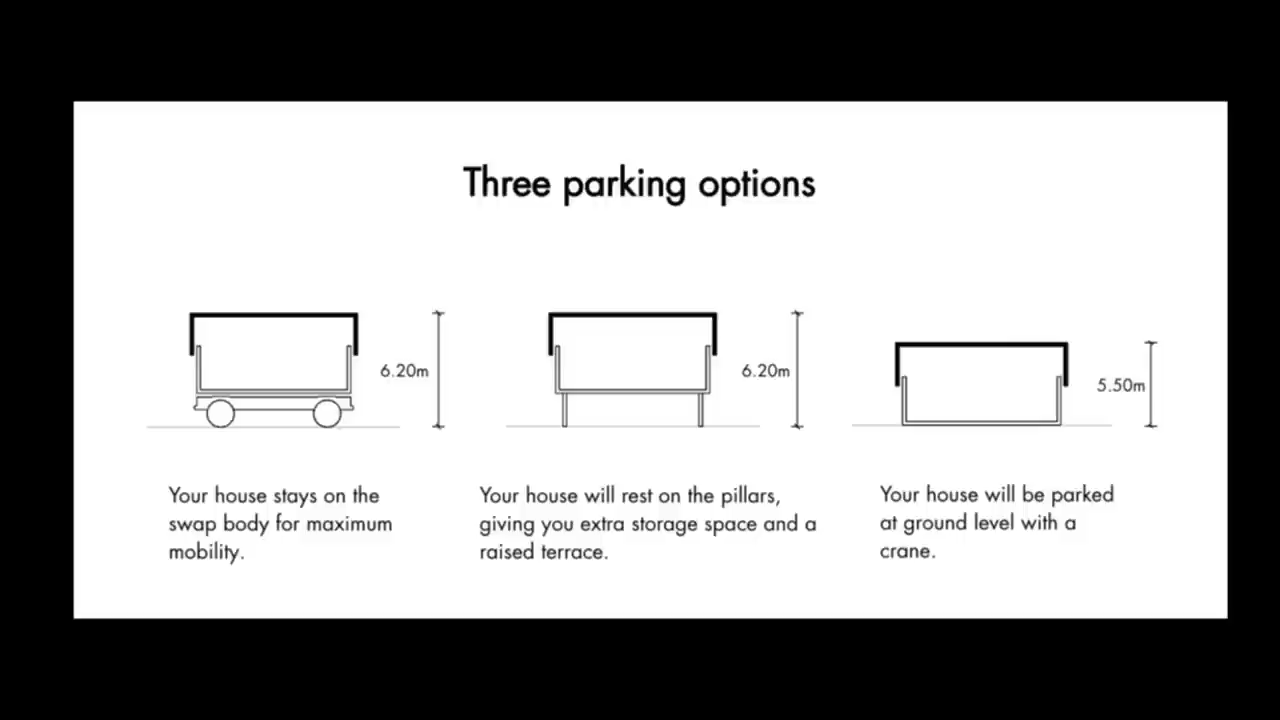 Three parking options
6.20m
6.20m
5.50m
Your house stays on the
swap body for maximum
mobility.
Your house will rest on the pillars,
giving you extra storage space and a
raised terrace.
Your house will be parked
at ground level with a
crane.